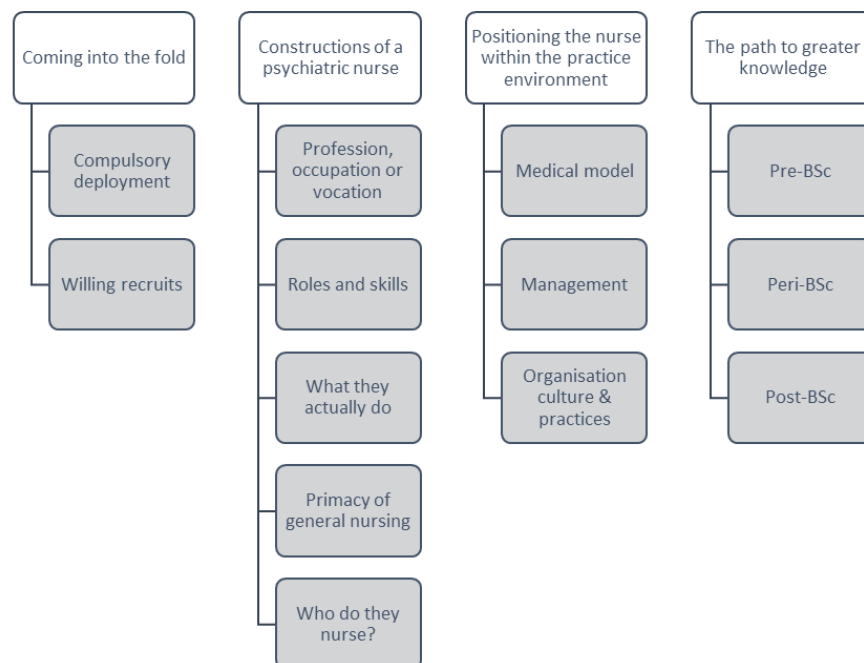 Coming into the fold
Compulsory
deployment
Willing recruits
Constructions of a
psychiatric nurse
Profession,
occupation or
vocation
Roles and skills
What they
actually do
Primacy of
general nursing
Who do they
nurse?
Positioning the nurse
within the practice
environment
Medical model
Management
Organisation
culture &
practices
The path to greater
knowledge
Pre-BSc
Peri-BSc
Post-BSc